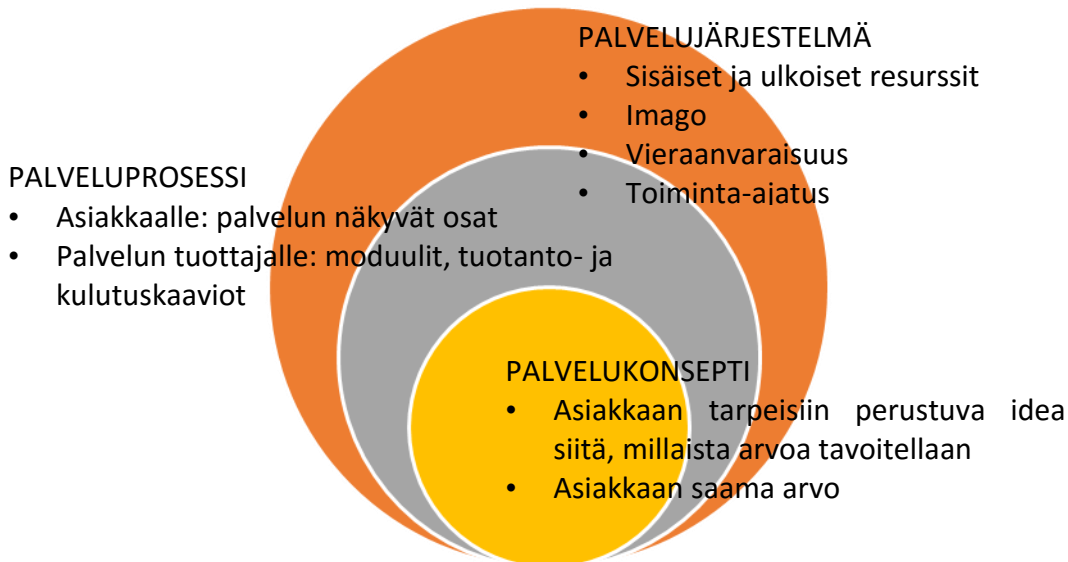 PALVELUJÄRJESTELMÄ
• Sisäiset ja ulkoiset resurssit
• Imago
• Vieraanvaraisuus
• Toiminta-ajatus
PALVELUPROSESSI
• Asiakkaalle: palvelun näkyvät osat
• Palvelun tuottajalle: moduulit, tuotanto- ja
kulutuskaaviot
PALVELUKONSEPTI
• Asiakkaan tarpeisiin perustuva idea
siitä, millaista arvoa tavoitellaan
• Asiakkaan saama arvo